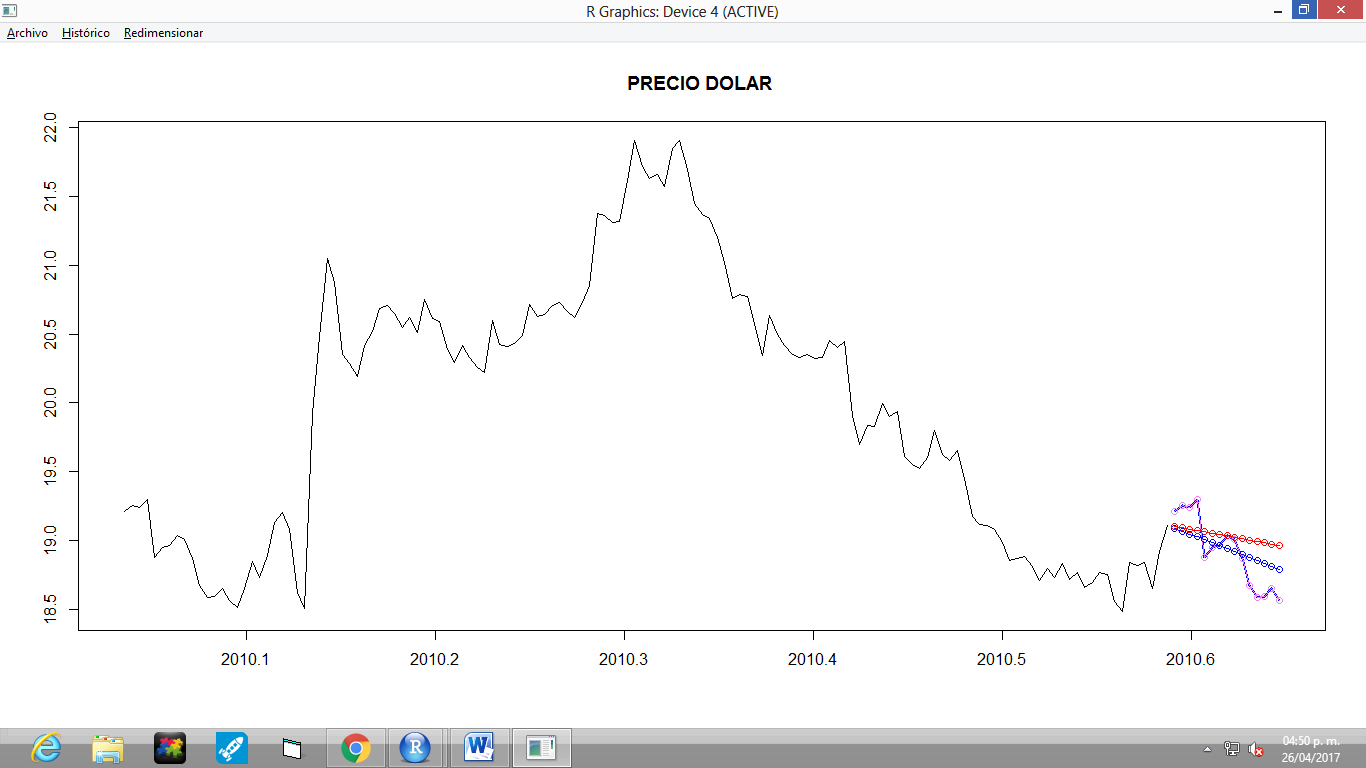 R Graphics: Device 4 (ACTIVE)
Archivo Histórico Redimensionar
PRECIO DOLAR
22.0
21.5
21.0
20.5
20.0
19.5
19.0
18.5
2010.1 2010.2 2010.3 2010.4 2010.5 2010.6
04:50 p. m.
26/04/2017